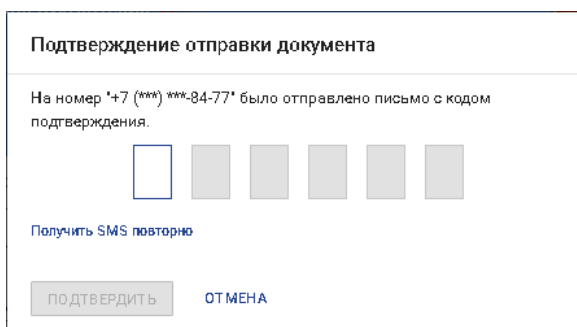 Подтверждение отправки документа
На номер "+7 (***) ***-84-77" было отправлено письмо с кодом
подтверждения.
Получить SMS повторно
ПОДТВЕРДИТЬ ОТМЕНА